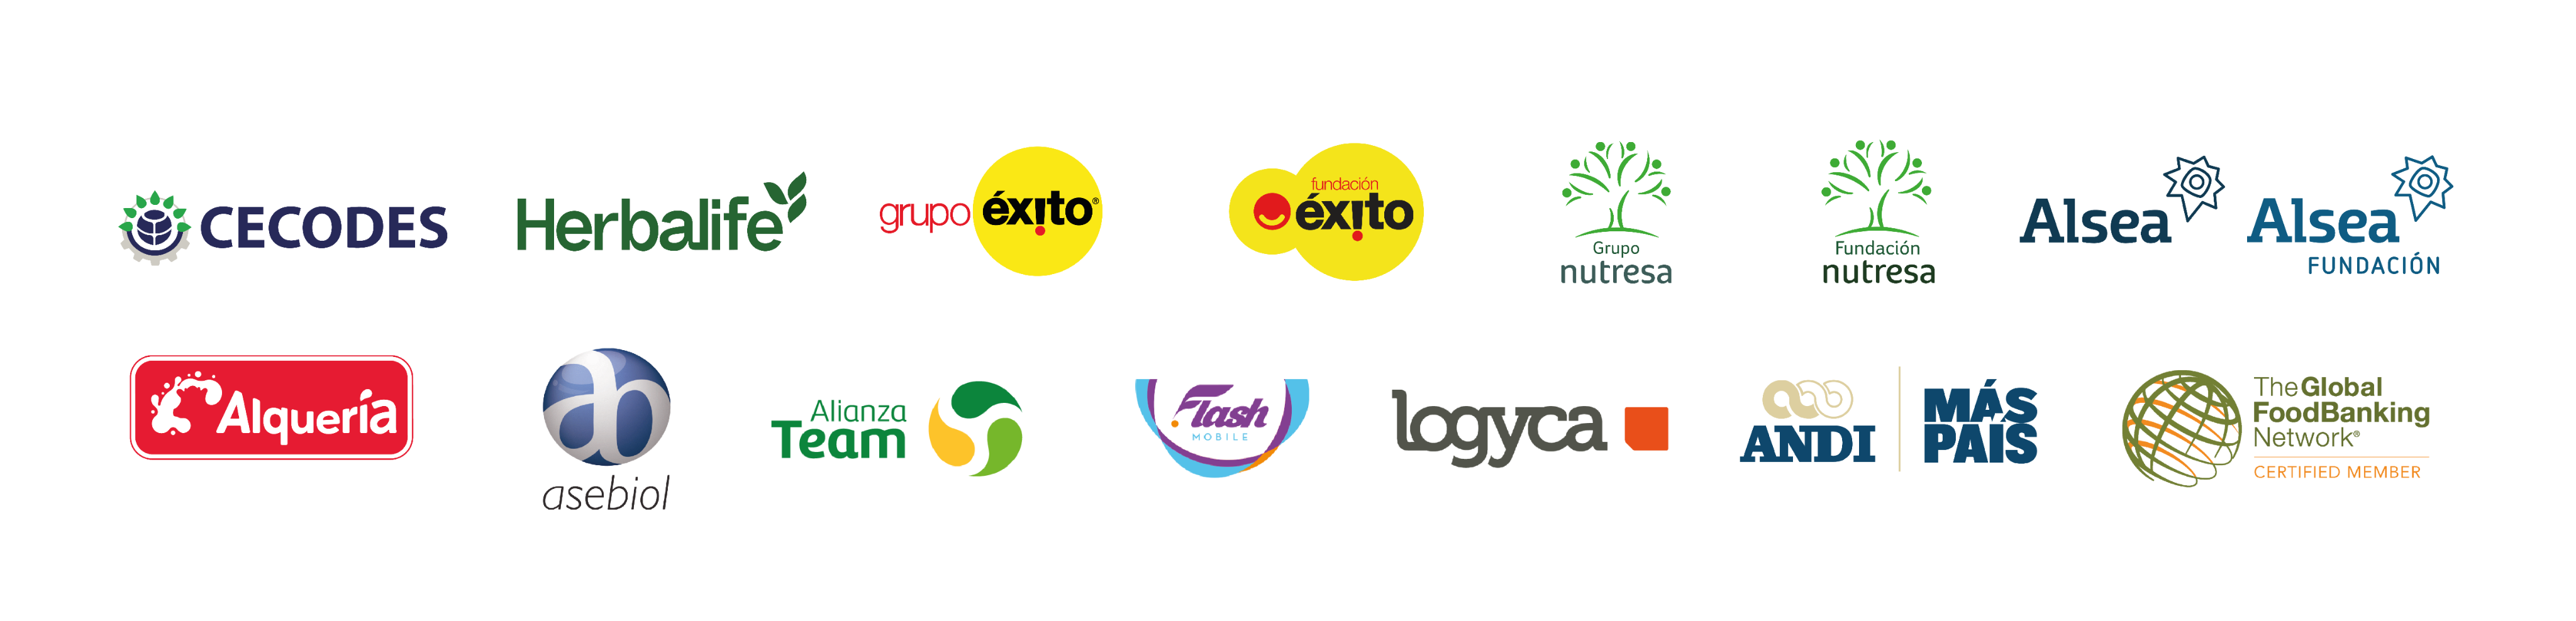 CECODES
Herbalife
grupo éxito®
fundación
éxito
Grupo
nutresa
Fundación
nutresa
Alsea
Alsea
FUNDACIÓN
Alquería
ab
asebiol
Alianza
Team
Flash
MOBILE
logyca
ANDI
MÁS
PAÍS
The Global
FoodBanking
Network®
CERTIFIED MEMBER